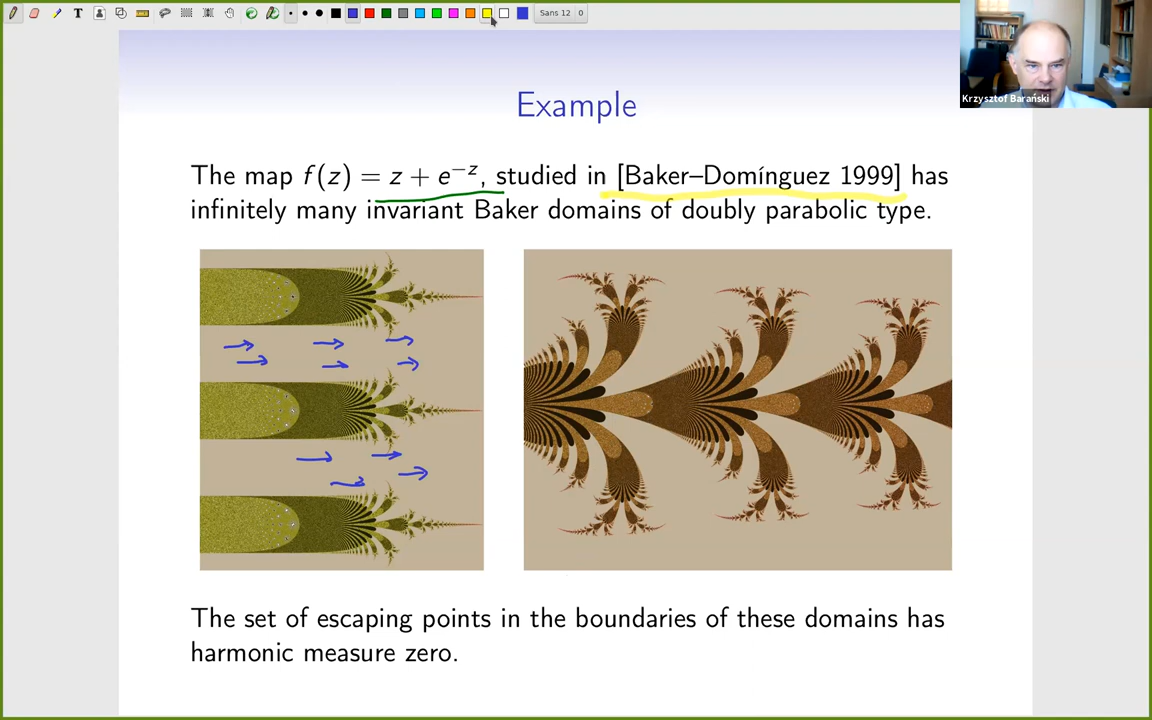 T
Sans 12 0
Krzysztof Barański
Example
The map f(z) = z + e⁻ᶻ, studied in [Baker–Domínguez 1999] has
infinitely many invariant Baker domains of doubly parabolic type.
The set of escaping points in the boundaries of these domains has
harmonic measure zero.